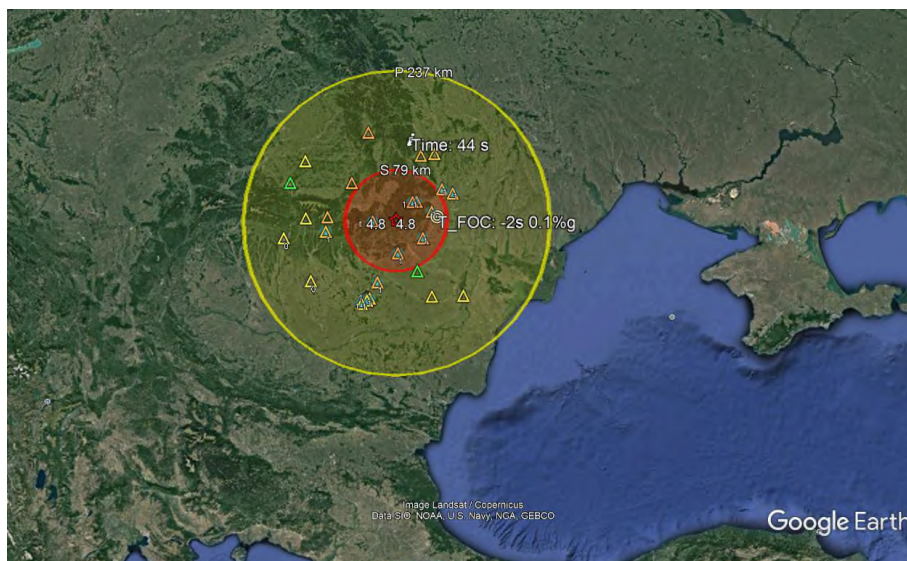 P 237 km
Time: 44 s
S 79 km
4.8 4.8
T_FOC: -2s 0.1%g
Image Landsat / Copernicus
Data SIO, NOAA, U.S. Navy, NGA, GEBCO
Google Earth